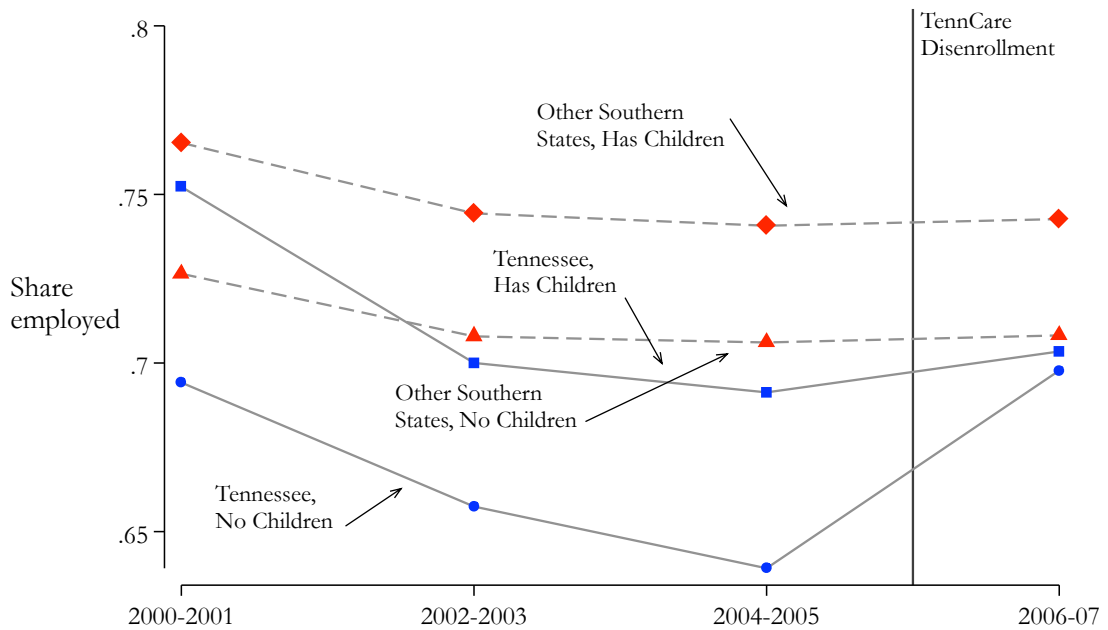 TennCare
Disenrollment
.8
Other Southern
States, Has Children
.75
Tennessee,
Has Children
Share
employed
.7
Other Southern
States, No Children
Tennessee,
No Children
.65
2000-2001
2002-2003
2004-2005
2006-07